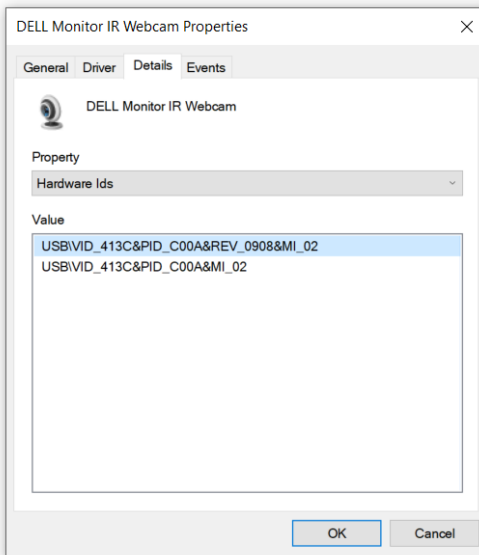 DELL Monitor IR Webcam Properties
General Driver Details Events
DELL Monitor IR Webcam
Property
Hardware Ids
Value
USB\VID_413C&PID_C00A&REV_0908&MI_02
USB\VID_413C&PID_C00A&MI_02
OK Cancel